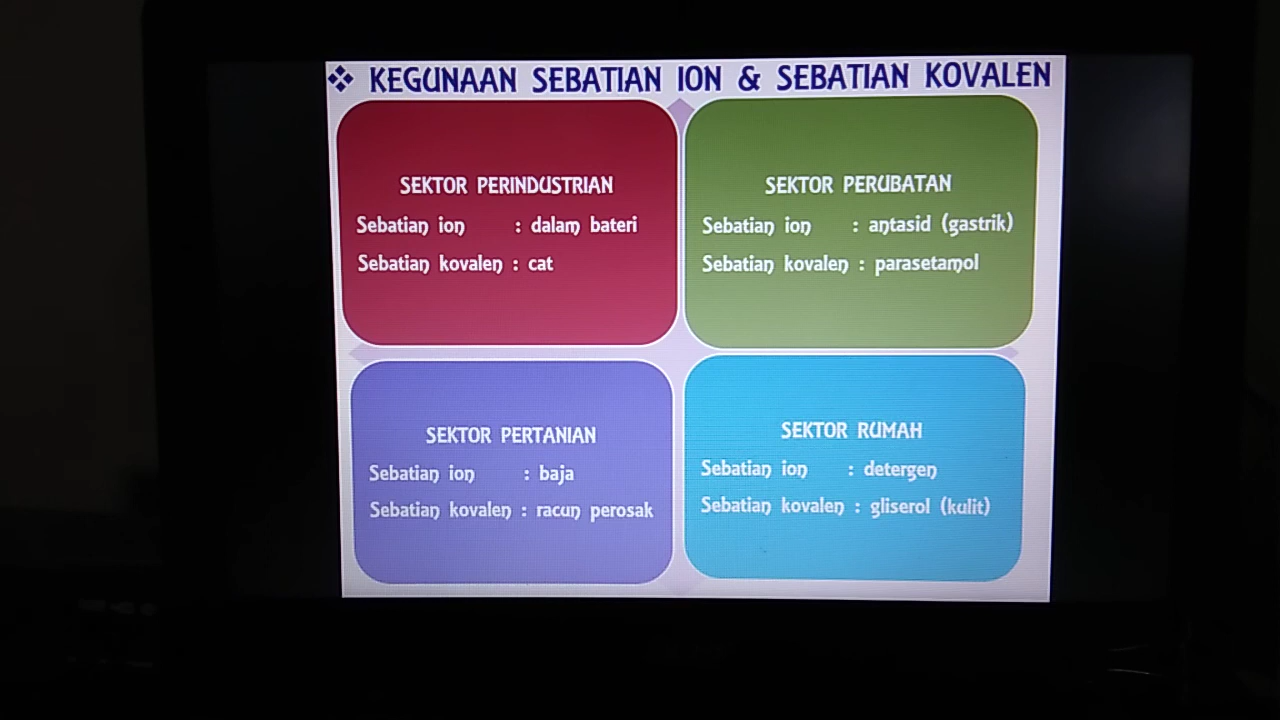 ❖ KEGUNAAN SEBATIAN ION & SEBATIAN KOVALEN
SEKTOR PERINDUSTRIAN
Sebatian ion : dalam bateri
Sebatian kovalen : cat
SEKTOR PERUBATAN
Sebatian ion : antasid (gastrik)
Sebatian kovalen : parasetamol
SEKTOR PERTANIAN
Sebatian ion : baja
Sebatian kovalen : racun perosak
SEKTOR RUMAH
Sebatian ion : detergen
Sebatian kovalen : gliserol (kulit)